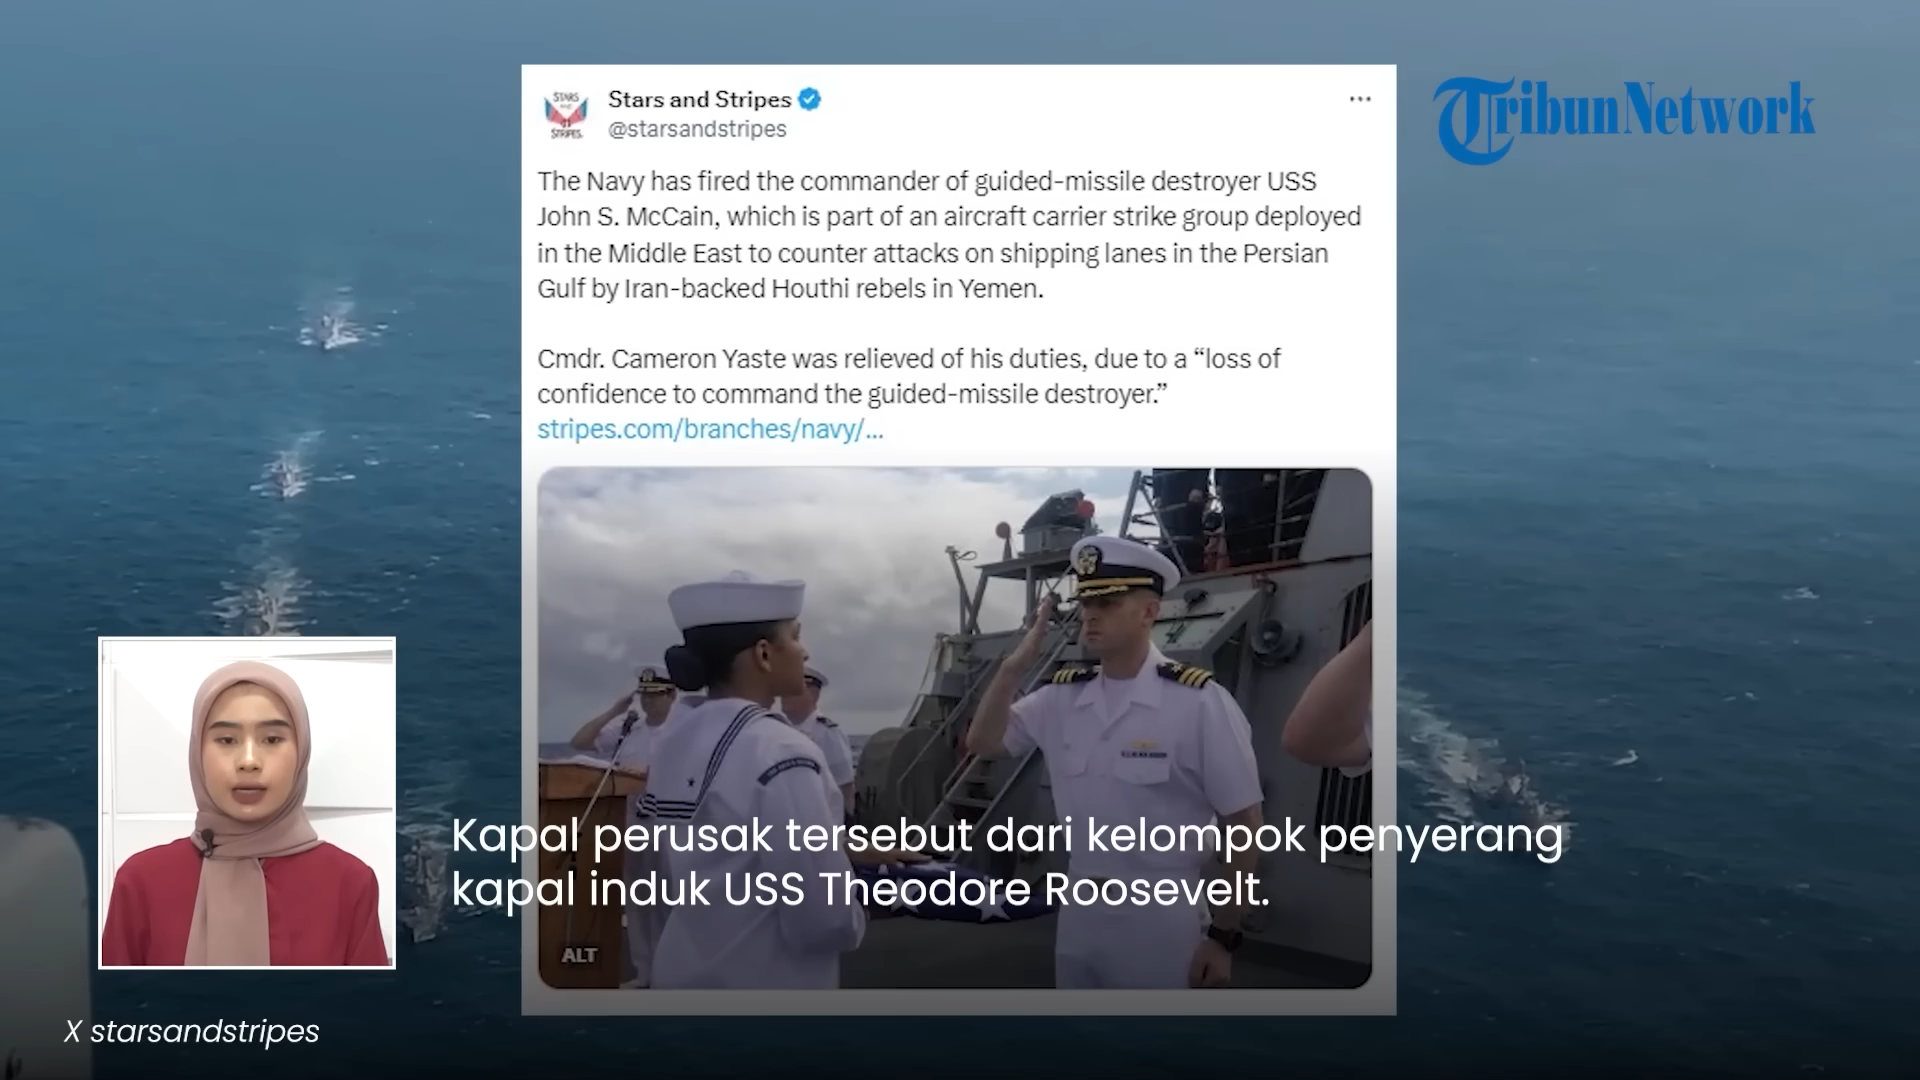 STARS
STRIPES
Stars and Stripes
@starsandstripes
TribunNetwork
The Navy has fired the commander of guided-missile destroyer USS
John S. McCain, which is part of an aircraft carrier strike group deployed
in the Middle East to counter attacks on shipping lanes in the Persian
Gulf by Iran-backed Houthi rebels in Yemen.
Cmdr. Cameron Yaste was relieved of his duties, due to a “loss of
confidence to command the guided-missile destroyer.”
stripes.com/branches/navy/...
Kapal perusak tersebut dari kelompok penyerang
kapal induk USS Theodore Roosevelt.
ALT
X starsandstripes